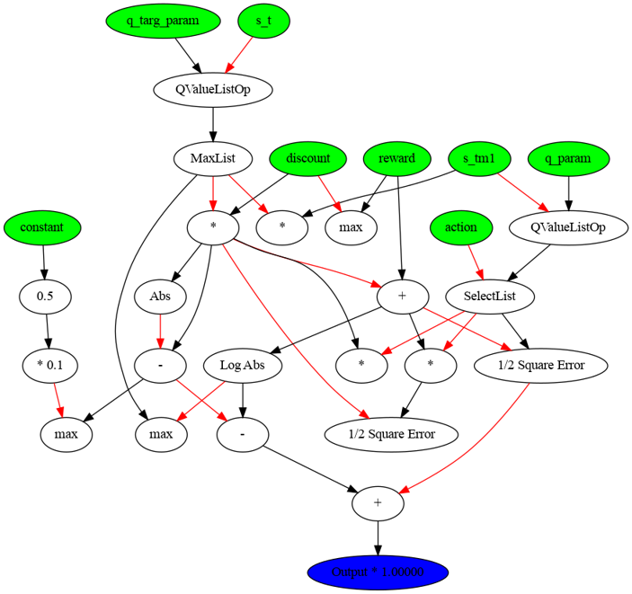 q_targ_param s_t
QValueListOp
MaxList discount reward s_tm1 q_param
constant * * max action QValueListOp
0.5 Abs + SelectList
* 0.1 - Log Abs * * 1/2 Square Error
max max - 1/2 Square Error
+
Output * 1.00000